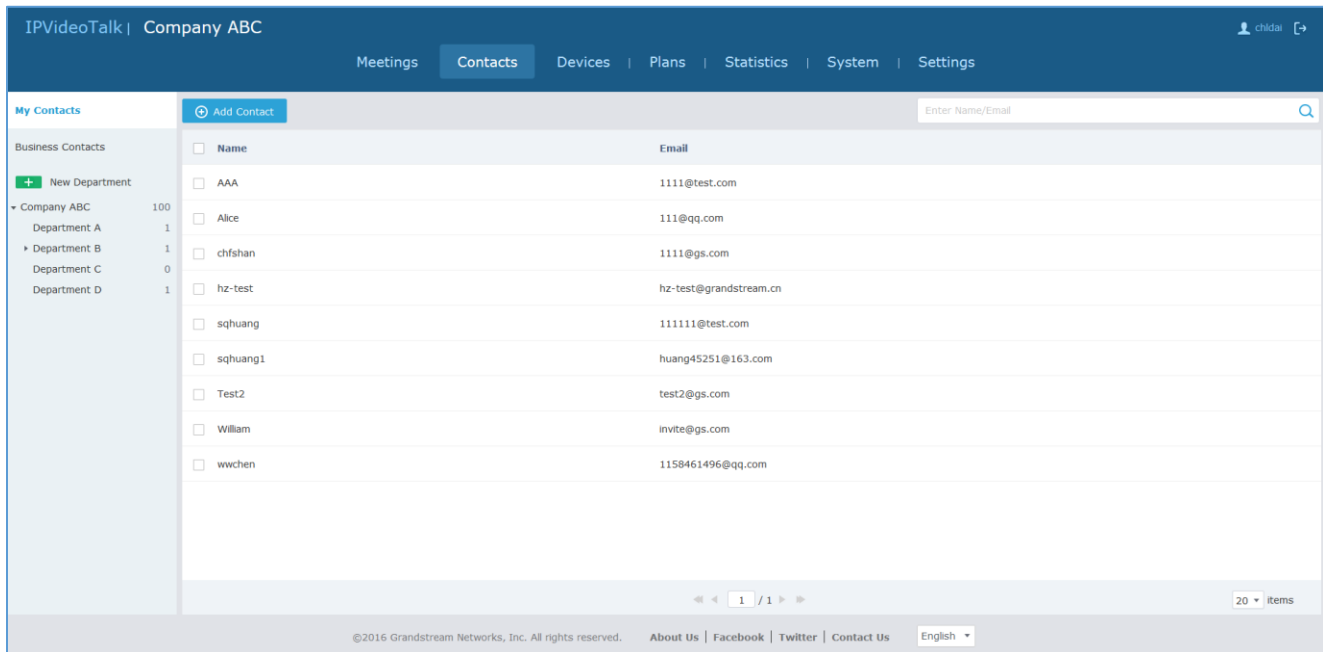 IPVideoTalk | Company ABC
chldai
Meetings Contacts Devices | Plans | Statistics | System | Settings
My Contacts
Add Contact
Enter Name/Email
Business Contacts
New Department
Company ABC 100
Department A 1
Department B 1
Department C 0
Department D 1
Name Email
AAA 1111@test.com
Alice 111@qq.com
chfshan 1111@gs.com
hz-test hz-test@grandstream.cn
sqhuang 111111@test.com
sqhuang1 huang45251@163.com
Test2 test2@gs.com
William invite@gs.com
wwchen 1158461496@qq.com
1 / 1
20 items
©2016 Grandstream Networks, Inc. All rights reserved. About Us | Facebook | Twitter | Contact Us English